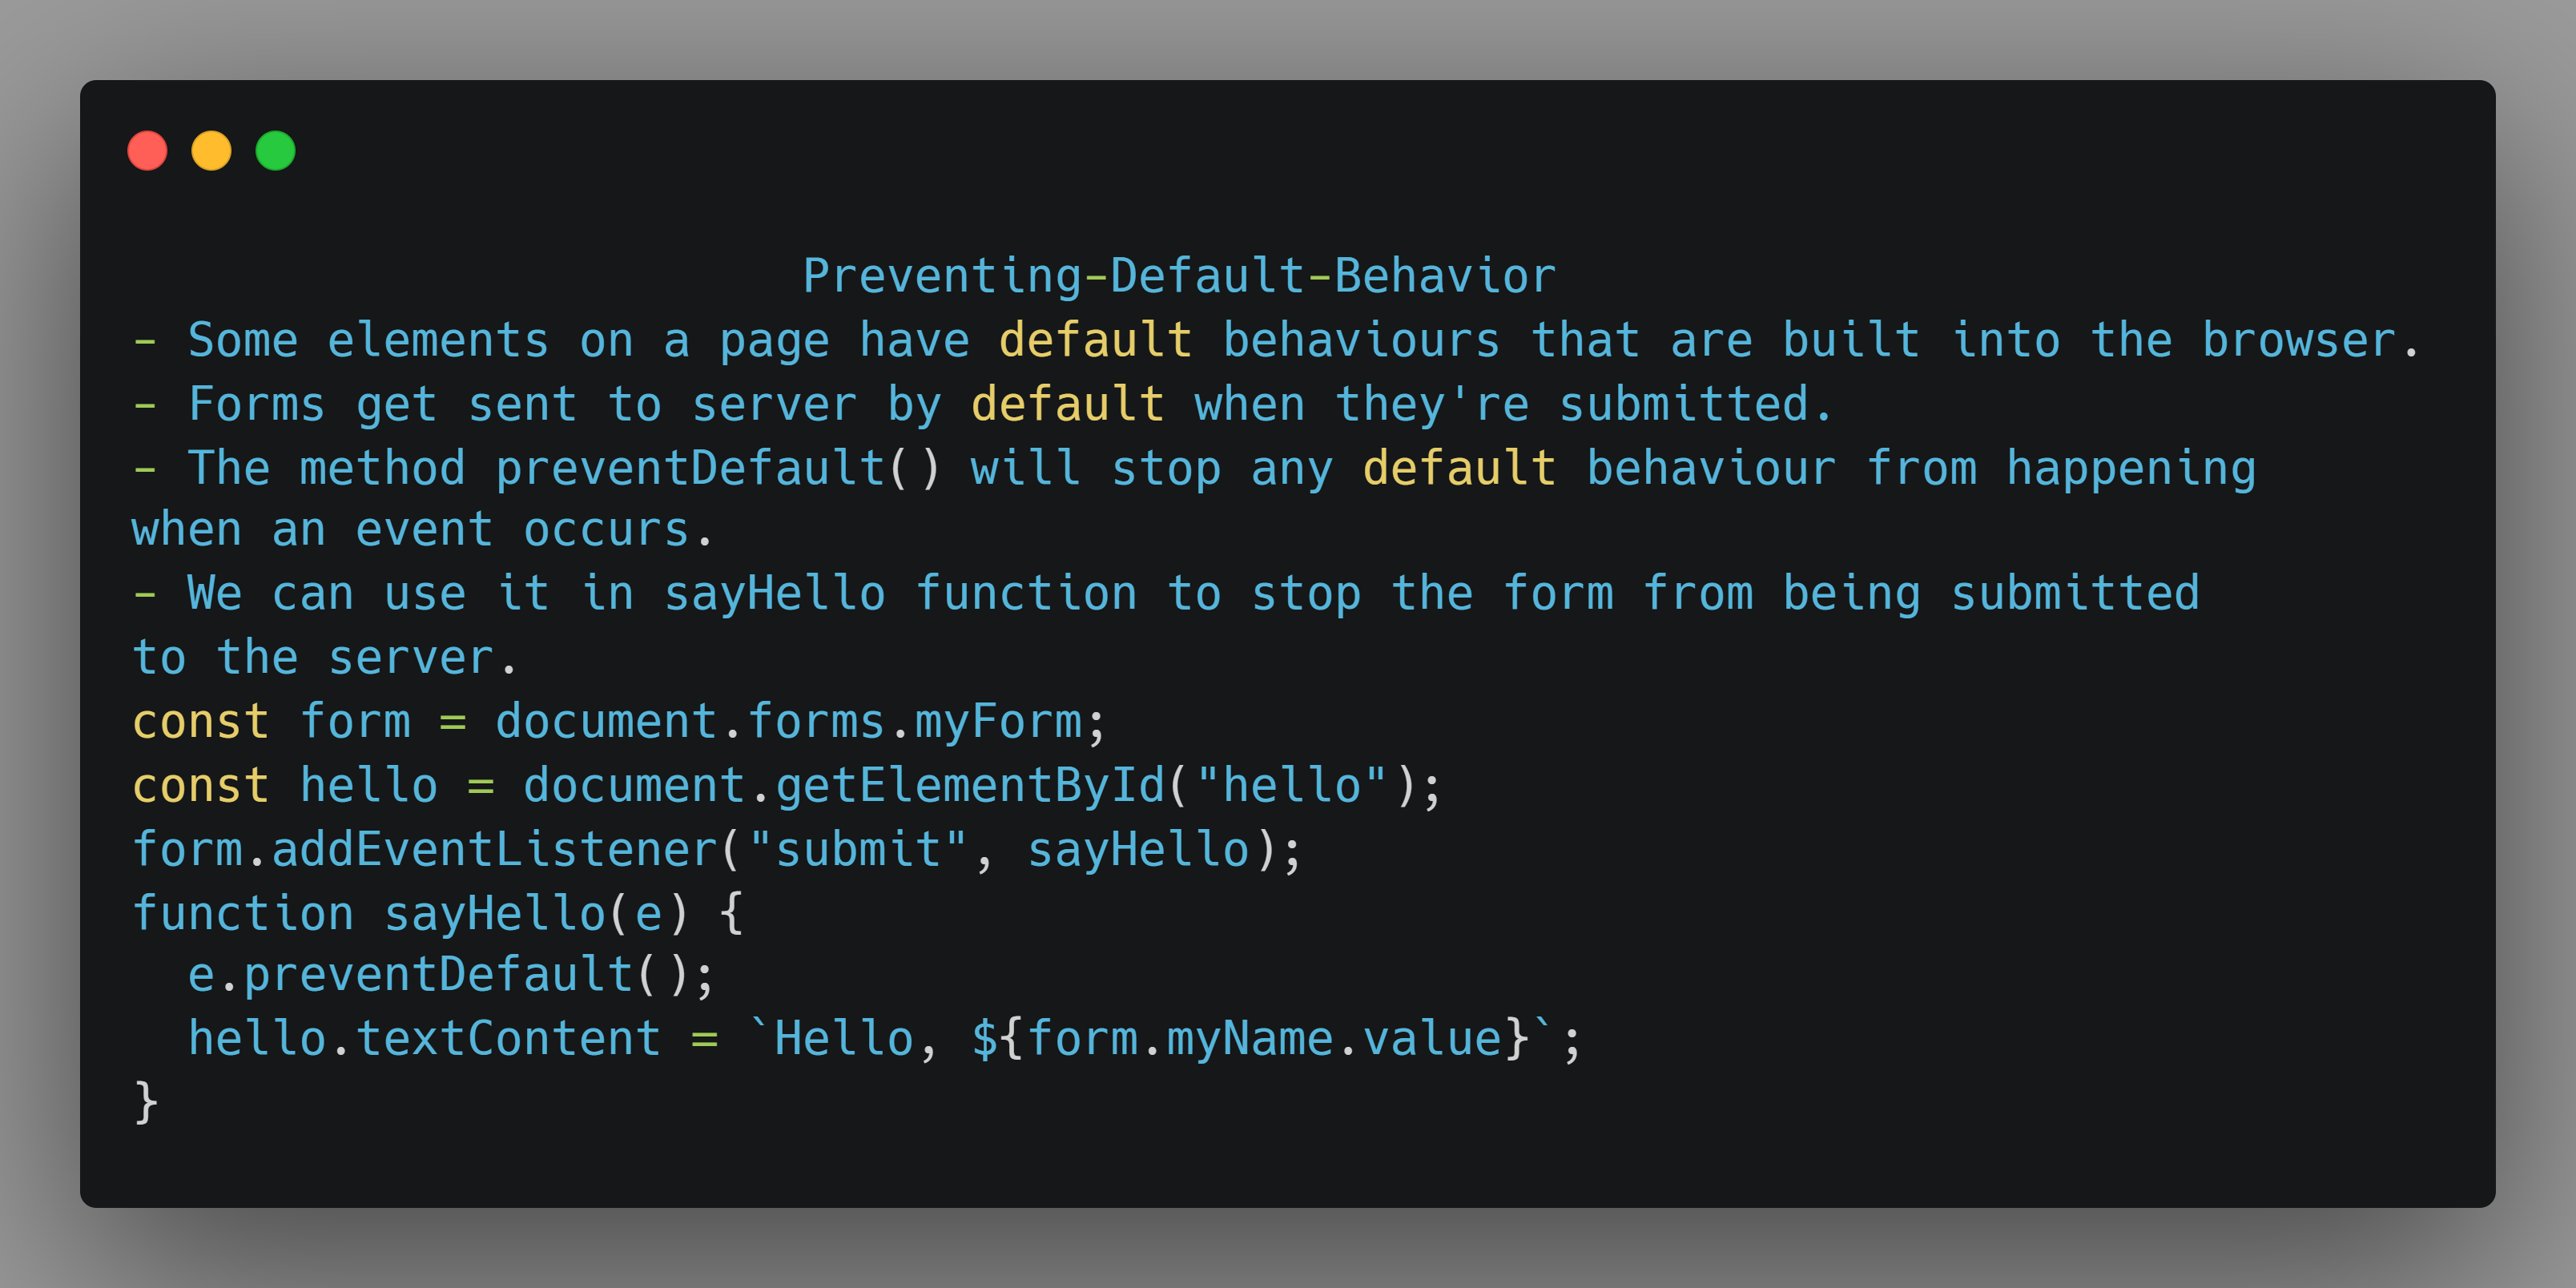 Preventing-Default-Behavior
- Some elements on a page have default behaviours that are built into the browser.
- Forms get sent to server by default when they're submitted.
- The method preventDefault() will stop any default behaviour from happening
when an event occurs.
- We can use it in sayHello function to stop the form from being submitted
to the server.
const form = document.forms.myForm;
const hello = document.getElementById("hello");
form.addEventListener("submit", sayHello);
function sayHello(e) {
  e.preventDefault();
  hello.textContent = `Hello, ${form.myName.value}`;
}